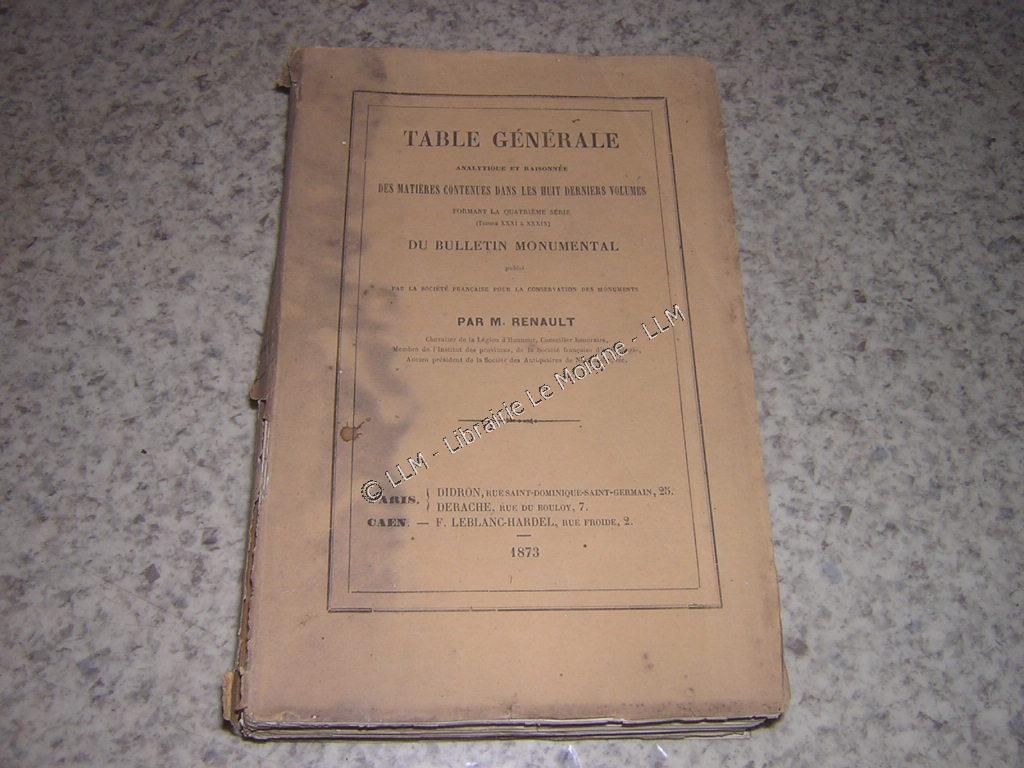 TABLE GÉNÉRALE
ANALYTIQUE ET RAISONNÉE
DES MATIÈRES CONTENUES DANS LES HUIT DERNIERS VOLUMES
FORMANT LA QUATRIÈME SÉRIE
(Tomes XXXI à XXXIX)
DU BULLETIN MONUMENTAL
publié
PAR LA SOCIÉTÉ FRANÇAISE POUR LA CONSERVATION DES MONUMENTS
PAR M. RENAULT
Chevalier de la Légion d'Honneur, Conseiller honoraire,
Membre de l'Institut des provinces, de la Société française
Ancien président de la Société des Antiquaires de
PARIS, DIDRON, RUE SAINT-DOMINIQUE-SAINT-GERMAIN, 25.
DERACHE, RUE DU BOULOY, 7.
CAEN. — F. LEBLANC-HARDEL, RUE FROIDE, 2.
1873
© LLM - Librairie Le Moigne - LLM